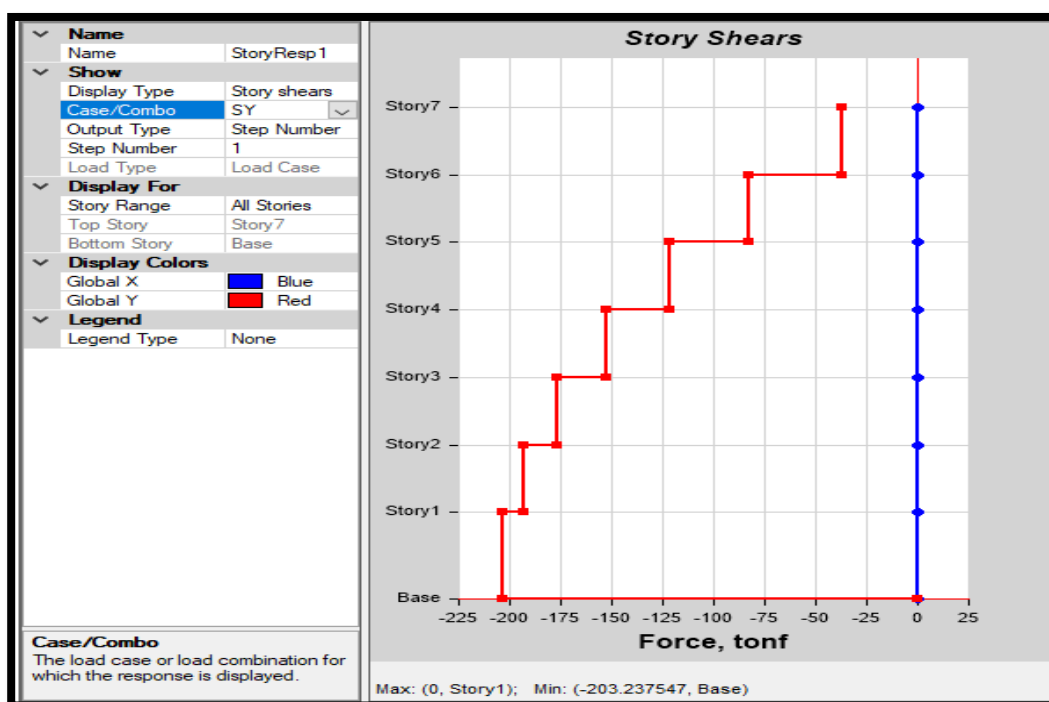 Name
Name StoryResp1
Show
Display Type Story shears
Case/Combo SY
Output Type Step Number
Step Number 1
Load Type Load Case
Display For
Story Range All Stories
Top Story Story7
Bottom Story Base
Display Colors
Global X Blue
Global Y Red
Legend
Legend Type None
Case/Combo
The load case or load combination for
which the response is displayed.
Story Shears
Story7
Story6
Story5
Story4
Story3
Story2
Story1
Base
-225 -200 -175 -150 -125 -100 -75 -50 -25 0 25
Force, tonf
Max: (0, Story1); Min: (-203.237547, Base)